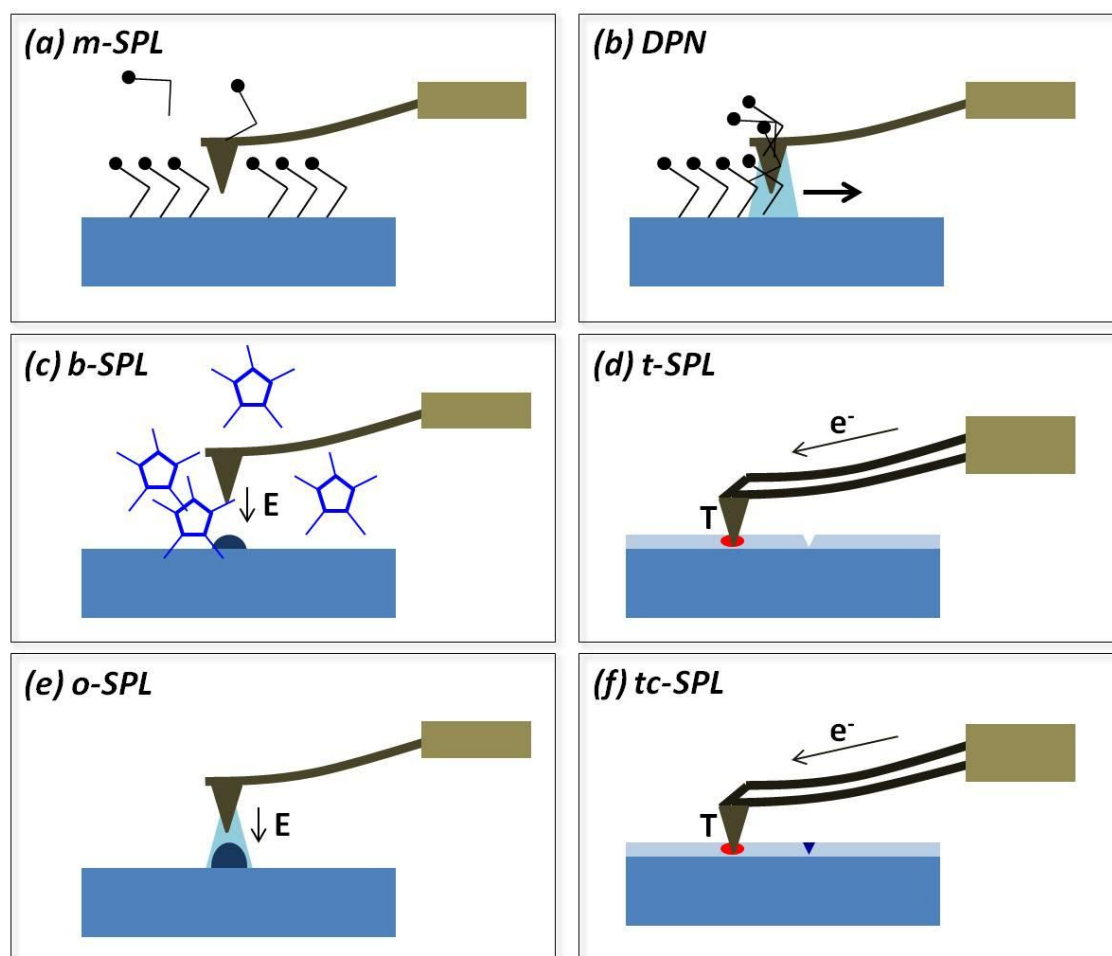 (a) m-SPL
(b) DPN
(c) b-SPL
E
(d) t-SPL
e-
T
(e) o-SPL
E
(f) tc-SPL
e-
T